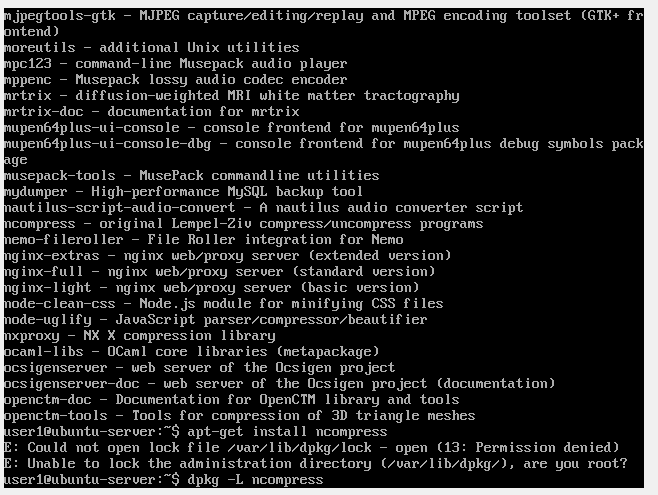 mjpegtools-gtk - MJPEG capture/editing/replay and MPEG encoding toolset (GTK+ fr
ontend)
moreutils - additional Unix utilities
mpc123 - command-line Musepack audio player
mppenc - Musepack lossy audio codec encoder
mrtrix - diffusion-weighted MRI white matter tractography
mrtrix-doc - documentation for mrtrix
mupen64plus-ui-console - console frontend for mupen64plus
mupen64plus-ui-console-dbg - console frontend for mupen64plus debug symbols pack
age
musepack-tools - MusePack commandline utilities
mydumper - High-performance MySQL backup tool
nautilus-script-audio-convert - A nautilus audio converter script
ncompress - original Lempel-Ziv compress/uncompress programs
nemo-fileroller - File Roller integration for Nemo
nginx-extras - nginx web/proxy server (extended version)
nginx-full - nginx web/proxy server (standard version)
nginx-light - nginx web/proxy server (basic version)
node-clean-css - Node.js module for minifying CSS files
node-uglify - JavaScript parser/compressor/beautifier
nxproxy - NX X compression library
ocaml-libs - OCaml core libraries (metapackage)
ocsigenserver - web server of the Ocsigen project
ocsigenserver-doc - web server of the Ocsigen project (documentation)
openctm-doc - Documentation for OpenCTM library and tools
openctm-tools - Tools for compression of 3D triangle meshes
user1@ubuntu-server:~$ apt-get install ncompress
E: Could not open lock file /var/lib/dpkg/lock - open (13: Permission denied)
E: Unable to lock the administration directory (/var/lib/dpkg/), are you root?
user1@ubuntu-server:~$ dpkg -L ncompress